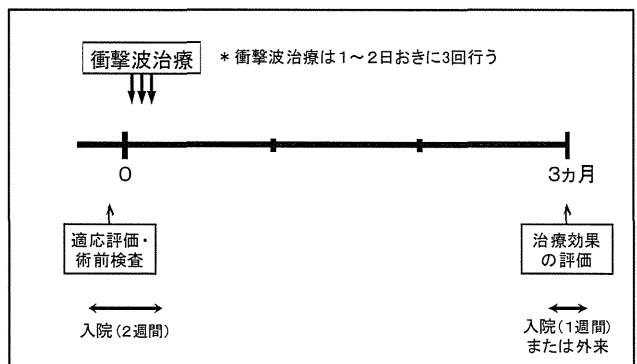 衝撃波治療
＊衝撃波治療は1～2日おきに3回行う
0
3ヵ月
適応評価・
術前検査
治療効果
の評価
入院(2週間)
入院(1週間)
または外来